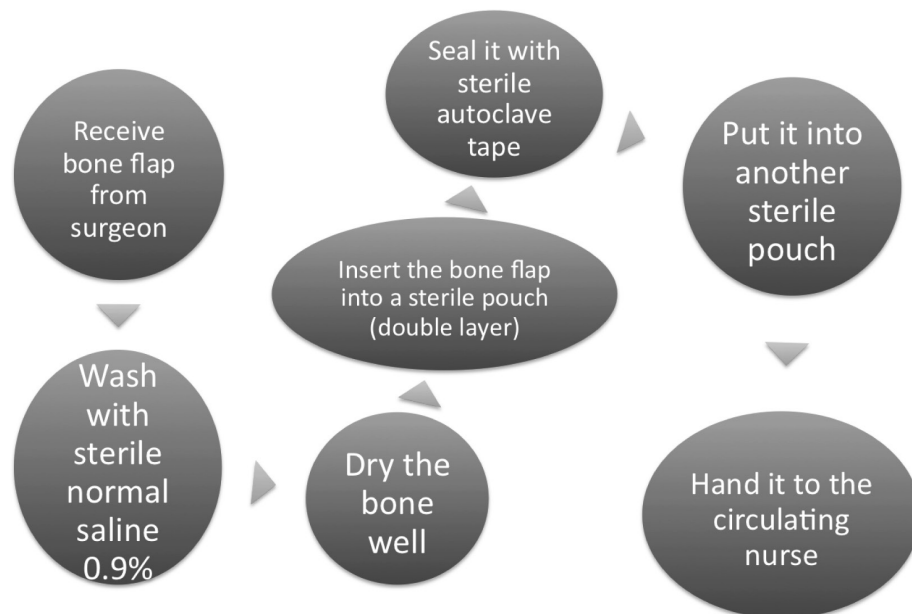 Receive
bone flap
from
surgeon
Wash
with
sterile
normal
saline
0.9%
Dry the
bone
well
Insert the bone flap
into a sterile pouch
(double layer)
Seal it with
sterile
autoclave
tape
Put it into
another
sterile
pouch
Hand it to the
circulating
nurse